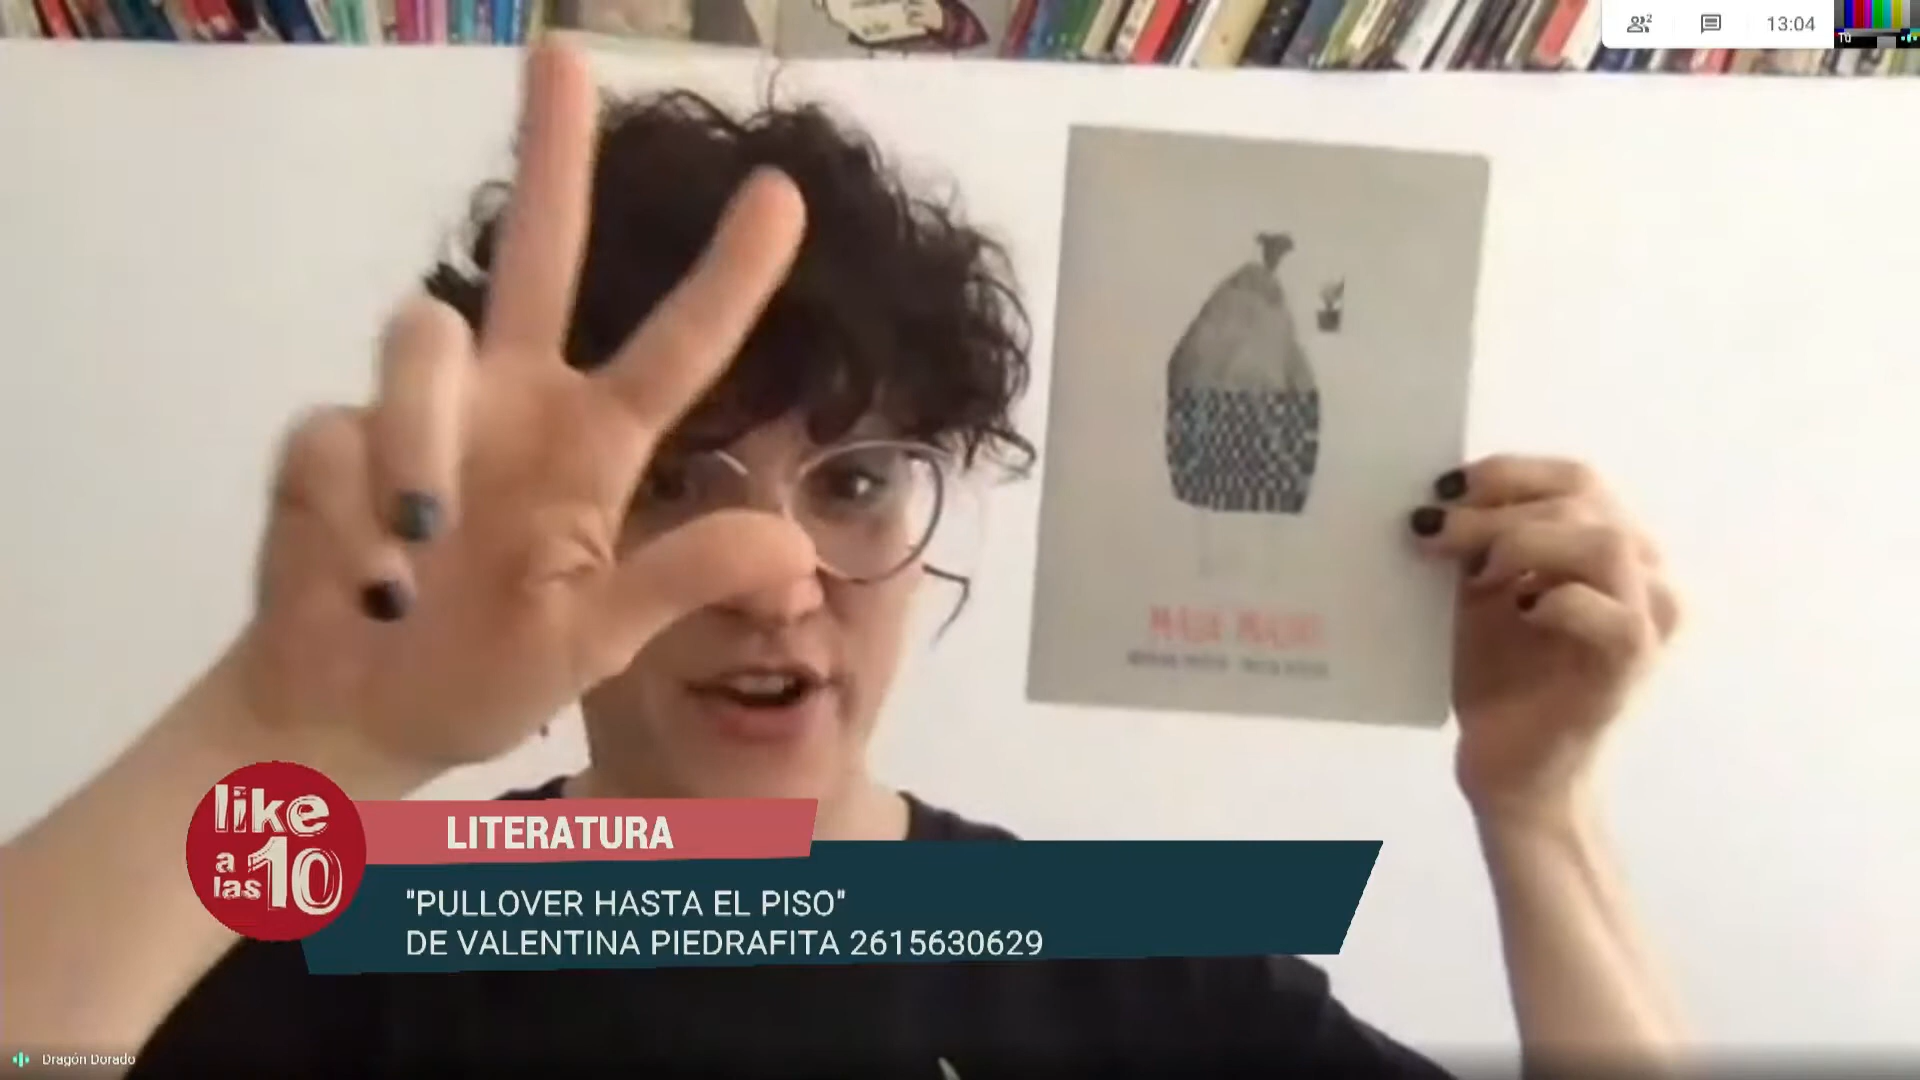 13:04
TÚ
like
a
las 10
LITERATURA
"PULLOVER HASTA EL PISO"
DE VALENTINA PIEDRAFITA 2615630629
Dragón Dorado